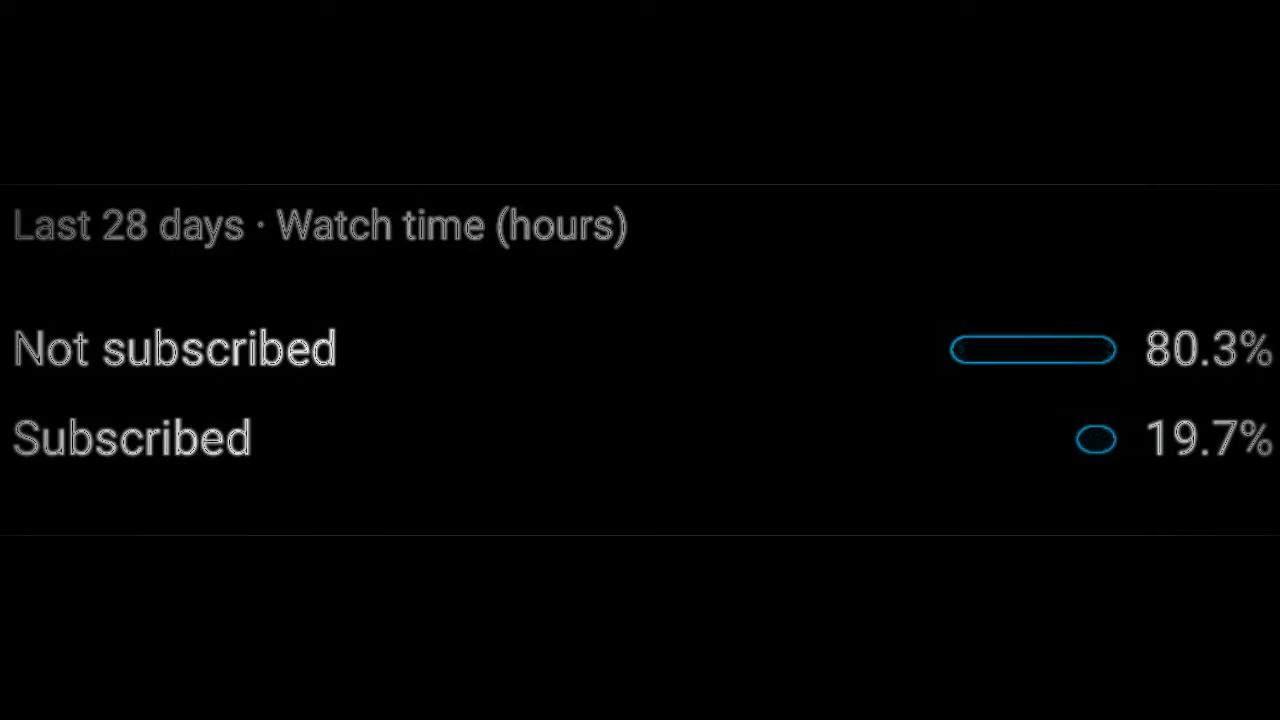 Last 28 days · Watch time (hours)
Not subscribed 80.3%
Subscribed 19.7%